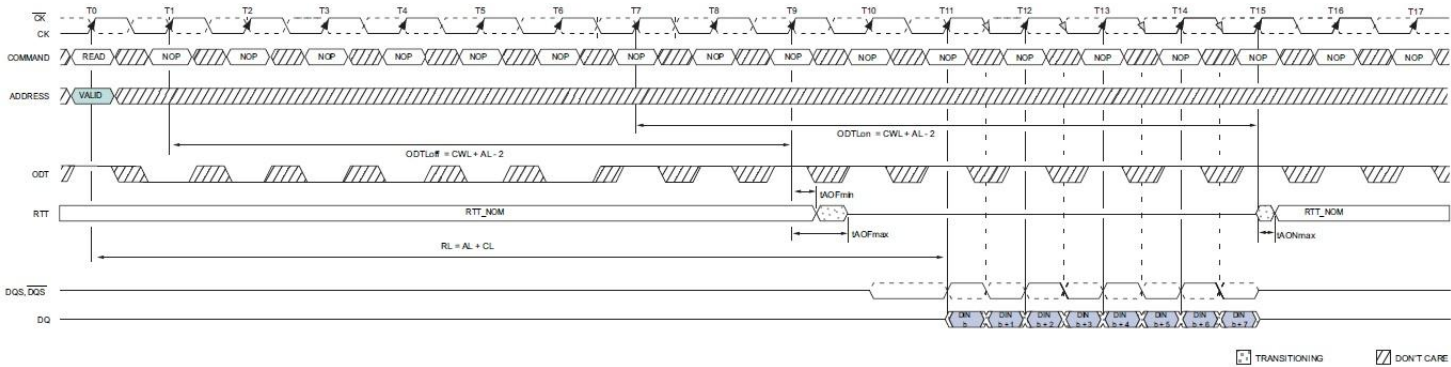 T0 T1 T2 T3 T4 T5 T6 T7 T8 T9 T10 T11 T12 T13 T14 T15 T16 T17
CK
CK
COMMAND READ NOP NOP NOP NOP NOP NOP NOP NOP NOP NOP NOP NOP NOP NOP NOP NOP NOP
ADDRESS VALID
ODTLon = CWL + AL - 2
ODTLoff = CWL + AL - 2
ODT
tAOFmin
RTT RTT_NOM RTT_NOM
tAOFmax tAONmax
RL = AL + CL
DQS, DQS
DQ DIN b DIN b + 1 DIN b + 2 DIN b + 3 DIN b + 4 DIN b + 5 DIN b + 6 DIN b + 7
TRANSITIONING DON'T CARE